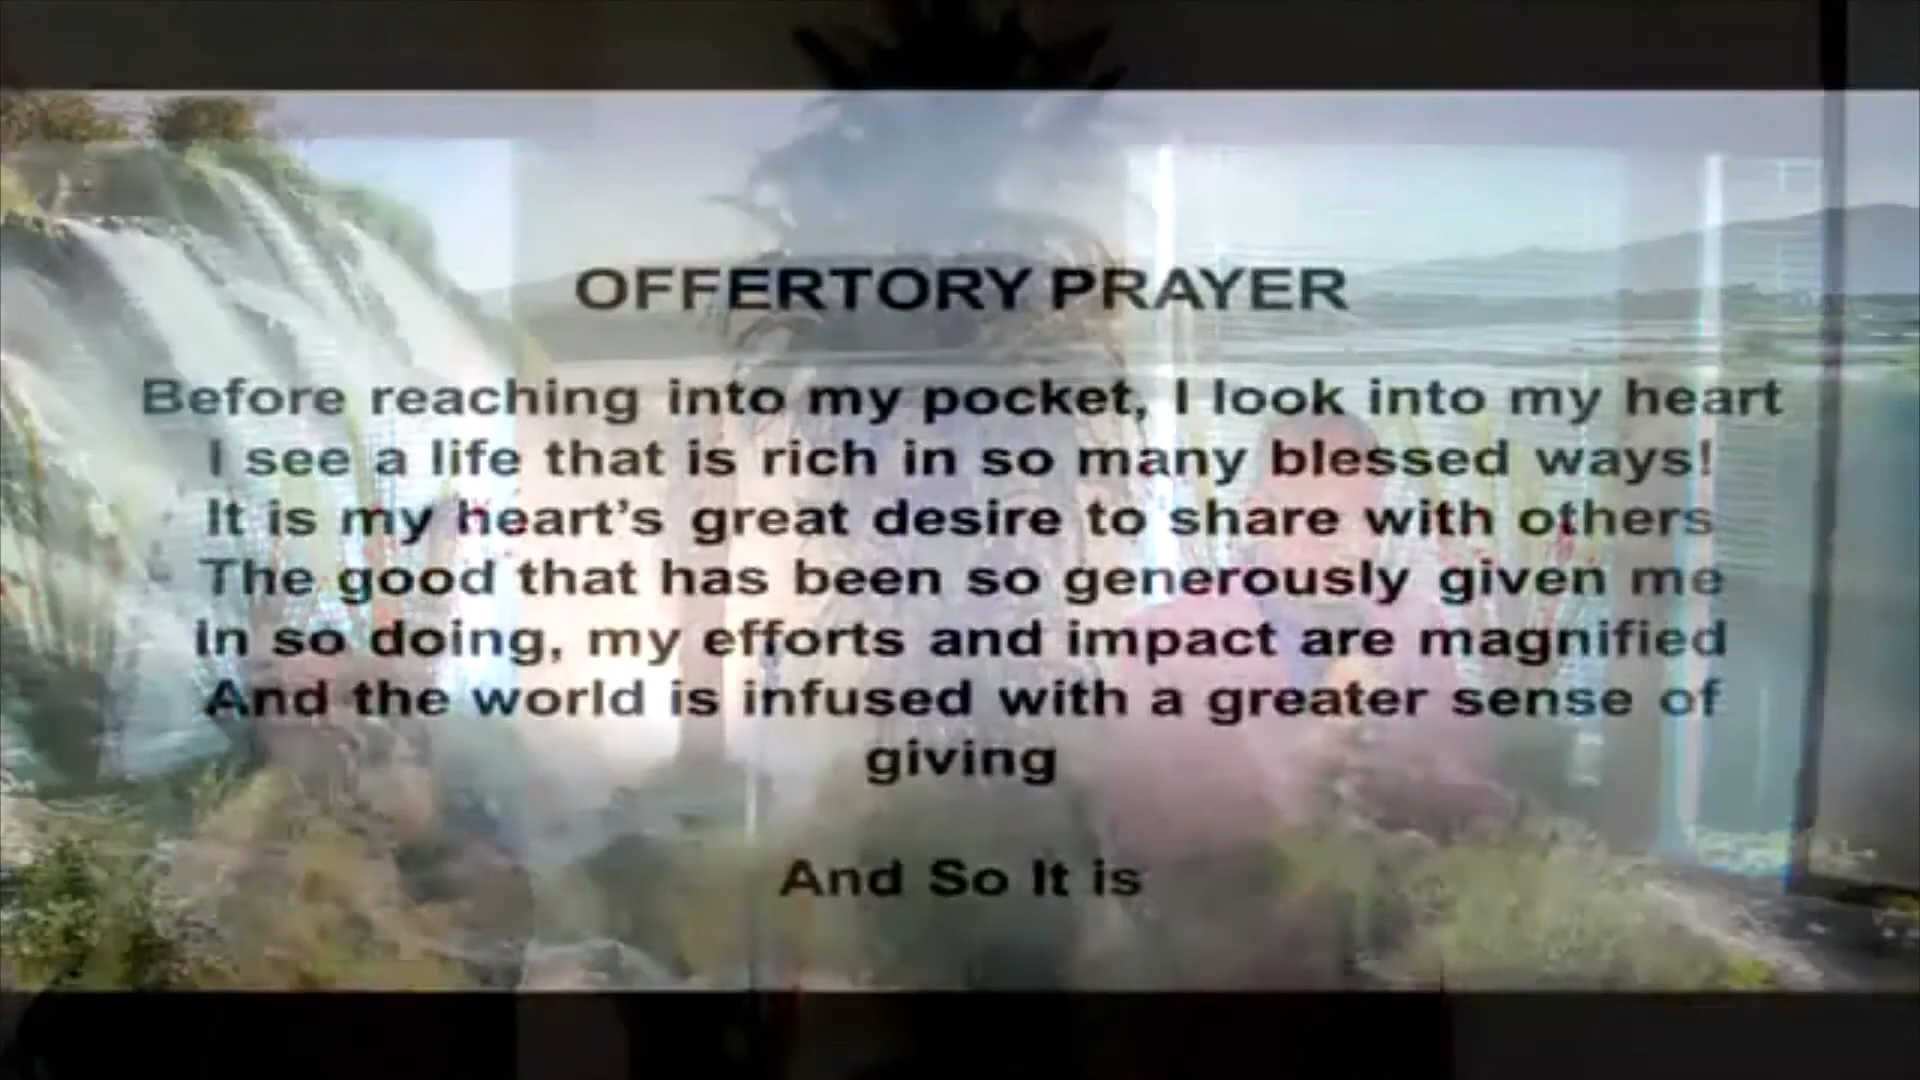 OFFERTORY PRAYER
Before reaching into my pocket, I look into my heart
I see a life that is rich in so many blessed ways!
It is my heart’s great desire to share with others
The good that has been so generously given me
In so doing, my efforts and impact are magnified
And the world is infused with a greater sense of
giving
And So It is